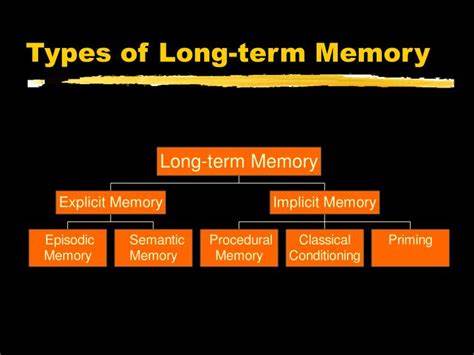 Types of Long-term Memory
Long-term Memory
Explicit Memory
Implicit Memory
Episodic
Memory
Semantic
Memory
Procedural
Memory
Classical
Conditioning
Priming